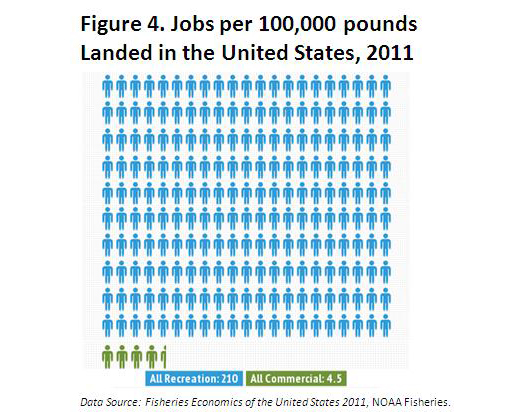 Figure 4. Jobs per 100,000 pounds
Landed in the United States, 2011
All Recreation: 210 All Commercial: 4.5
Data Source: Fisheries Economics of the United States 2011, NOAA Fisheries.